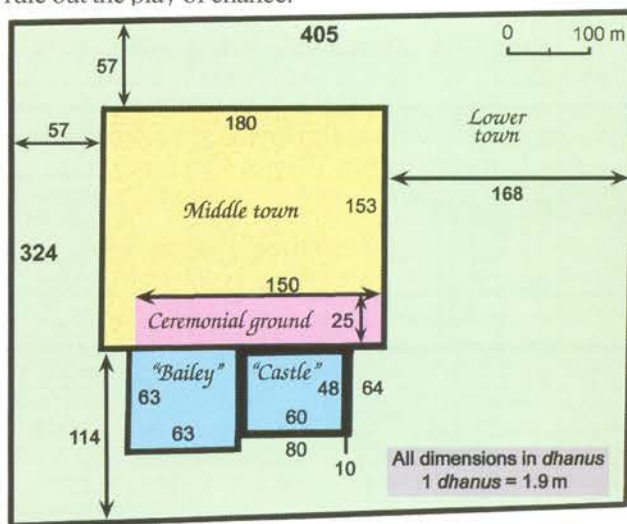 rule out the play of chance.
405
0 100 m
57
57
180
Lower
town
Middle town
153
168
324
150
Ceremonial ground
25
"Bailey"
"Castle"
63
48
64
60
63
114
80
10
All dimensions in dhanus
1 dhanus = 1.9 m